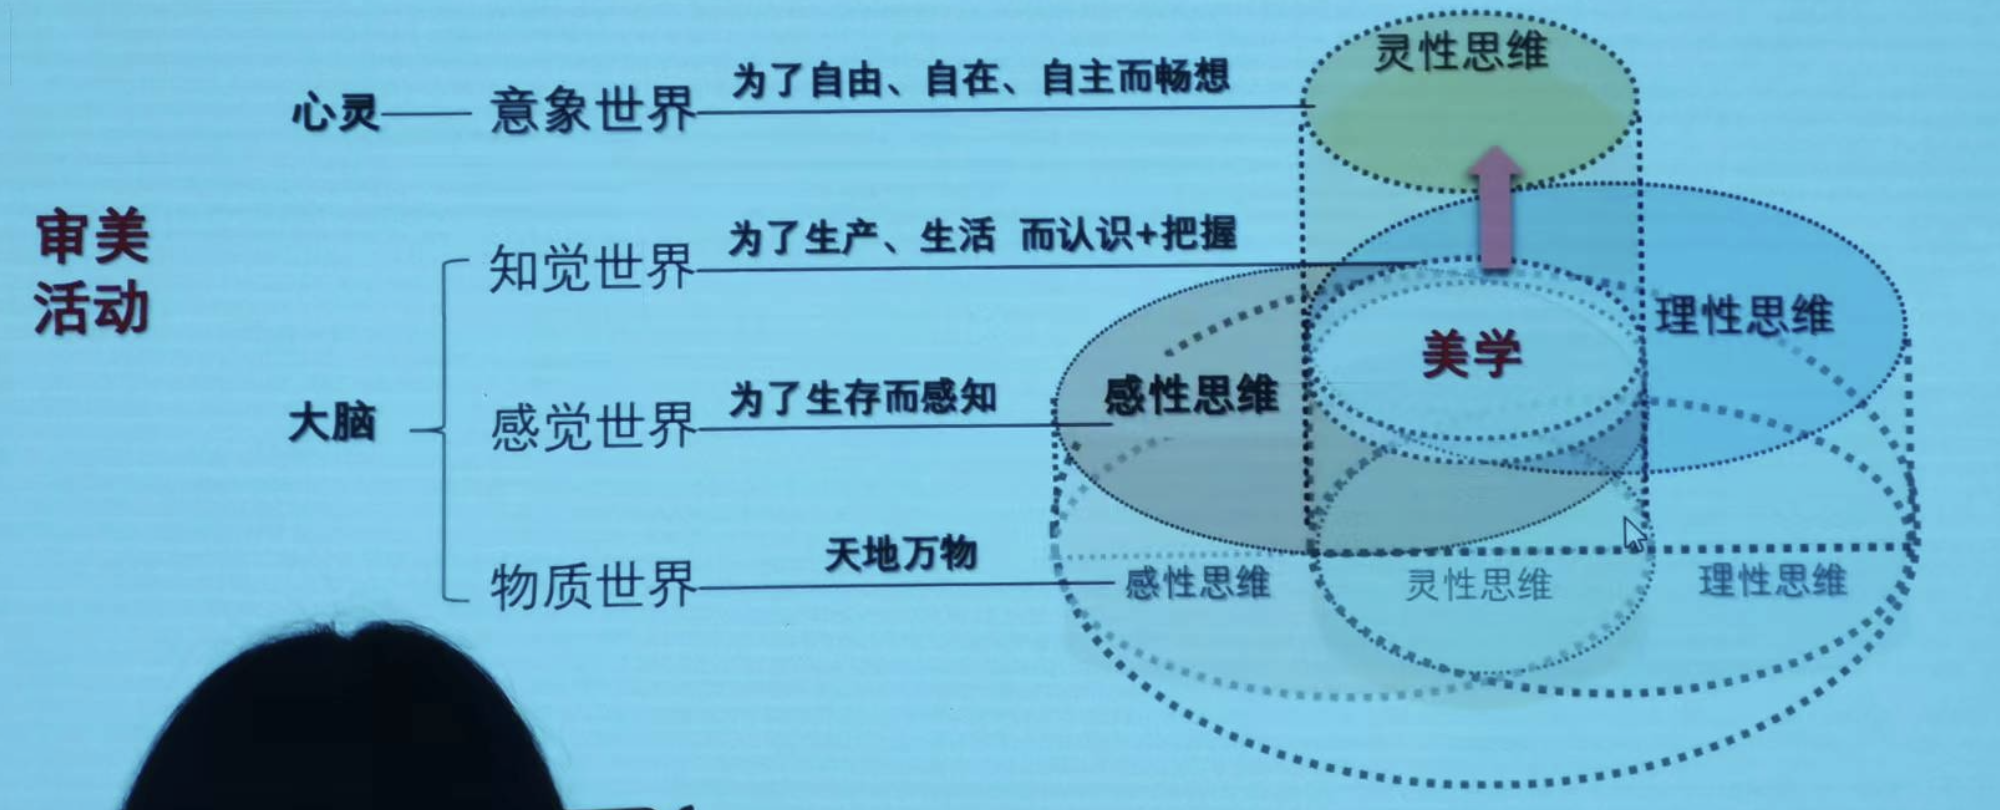 灵性思维
为了自由、自在、自主而畅想
心灵
意象世界
审美
活动
为了生产、生活 而认识+把握
知觉世界
理性思维
美学
感性思维
大脑
为了生存而感知
感觉世界
天地万物
物质世界
感性思维
灵性思维
理性思维